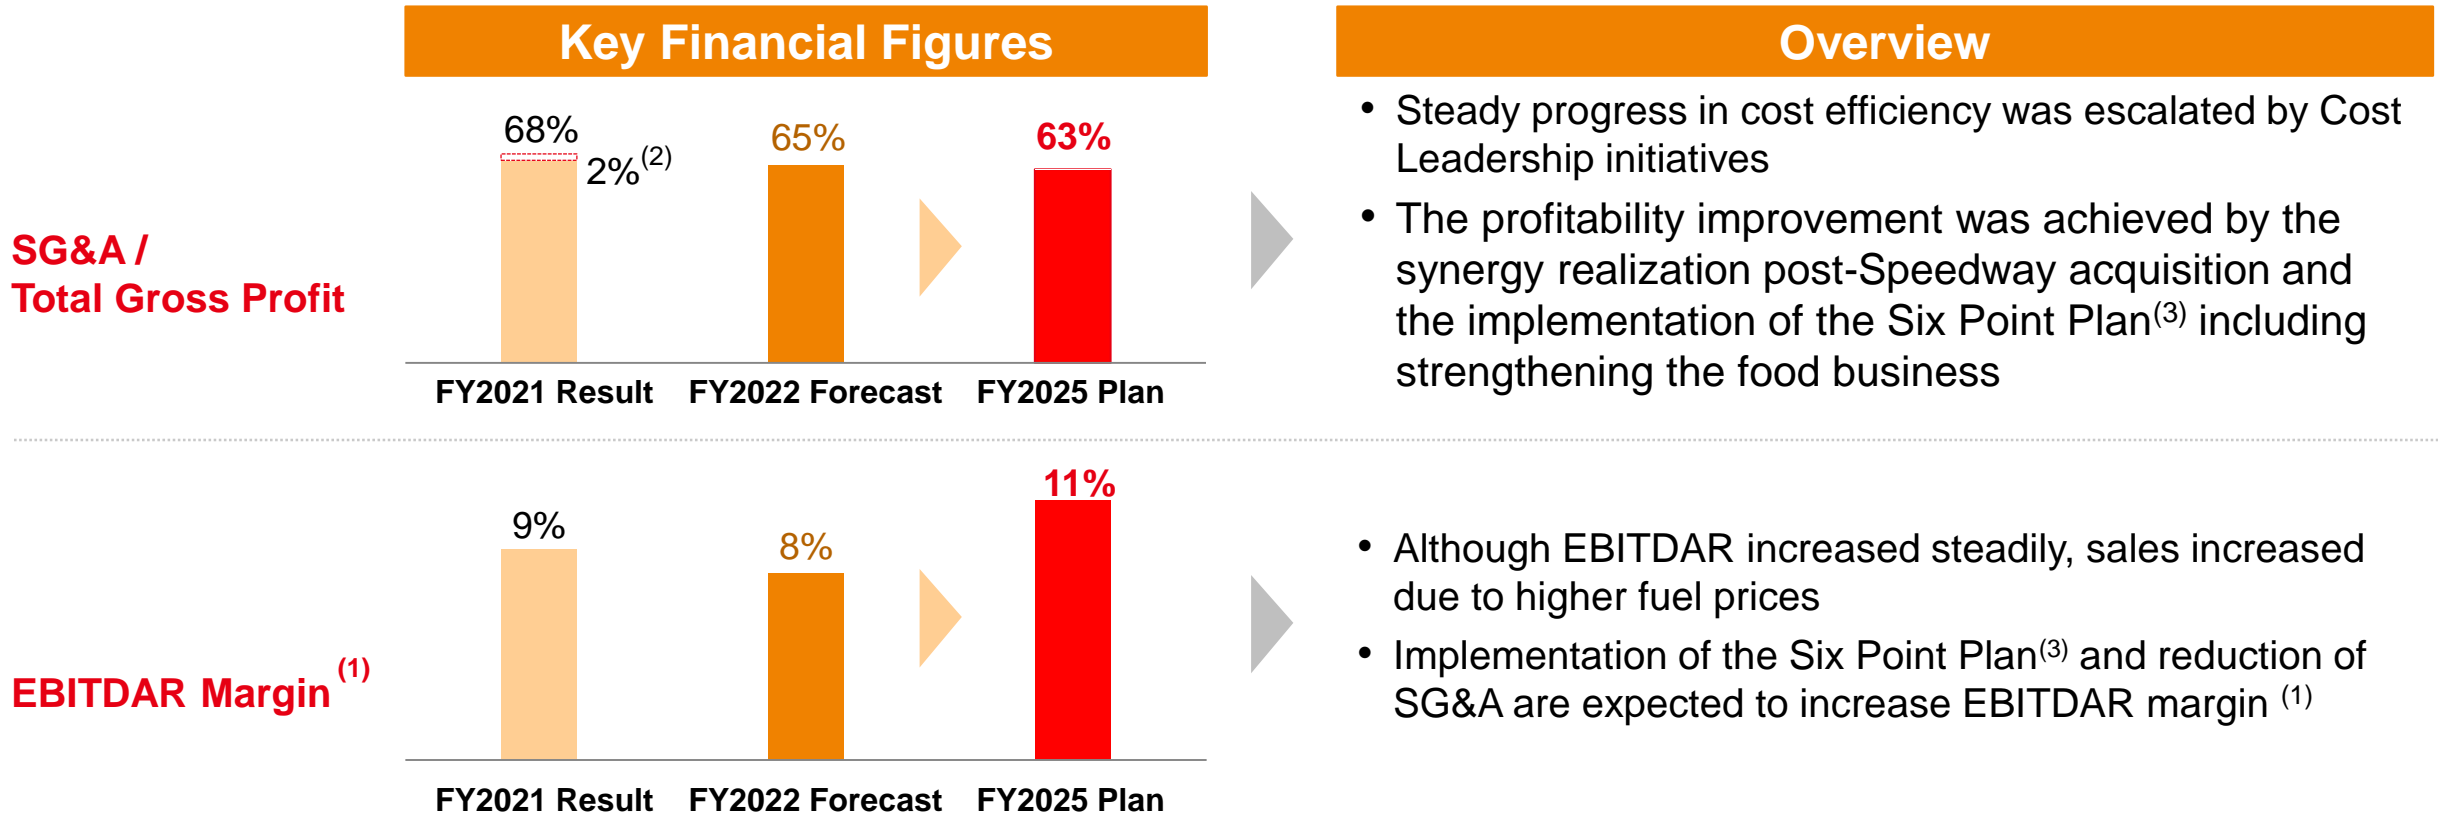 Key Financial Figures
Overview
SG&A /
Total Gross Profit
68%
2%(2)
65%
63%
FY2021 Result
FY2022 Forecast
FY2025 Plan
• Steady progress in cost efficiency was escalated by Cost
Leadership initiatives
• The profitability improvement was achieved by the
synergy realization post-Speedway acquisition and
the implementation of the Six Point Plan(3) including
strengthening the food business
EBITDAR Margin (1)
9%
8%
11%
FY2021 Result
FY2022 Forecast
FY2025 Plan
• Although EBITDAR increased steadily, sales increased
due to higher fuel prices
• Implementation of the Six Point Plan(3) and reduction of
SG&A are expected to increase EBITDAR margin (1)